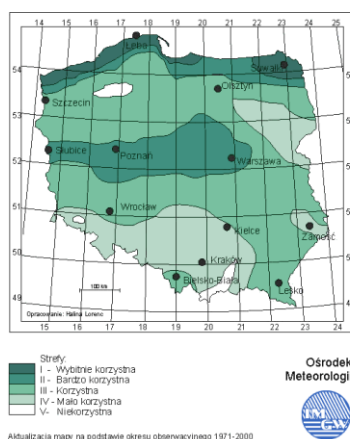 14 15 16 17 18 19 20 21 22 23 24
Łeba
54
Suwałki
Olsztyn
Szczecin
53
Słubice
Poznań
52
Warszawa
51
Wrocław
Kielce
Zamość
50
Kraków
Bielsko-Biała
Lesko
100 km
49
Opracowanie: Halina Lorenc
15 16 17 18 19 20 21 22 23
Strefy:
I - Wybitnie korzystna
II - Bardzo korzystna
III - Korzystna
IV - Mało korzystna
V- Niekorzystna
Ośrodek
Meteorologi
IMGW
Aktualizacja mapy na podstawie okresu obserwacyjnego 1971-2000